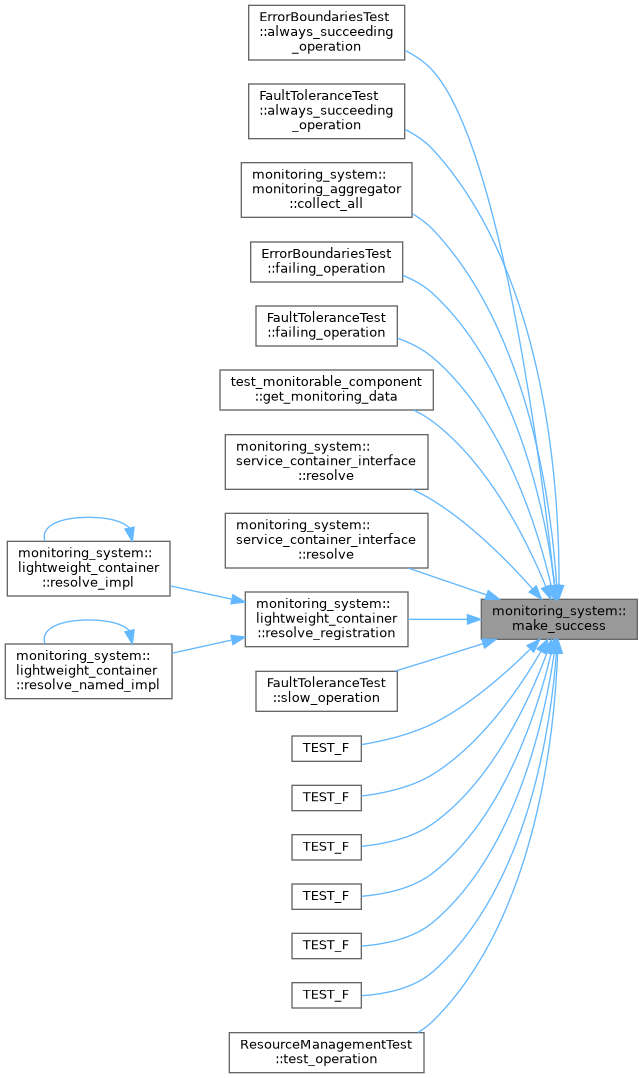 ErrorBoundariesTest
::always_succeeding
_operation
FaultToleranceTest
::always_succeeding
_operation
monitoring_system::
monitoring_aggregator
::collect_all
ErrorBoundariesTest
::failing_operation
FaultToleranceTest
::failing_operation
test_monitorable_component
::get_monitoring_data
monitoring_system::
service_container_interface
::resolve
monitoring_system::
service_container_interface
::resolve
monitoring_system::
lightweight_container
::resolve_impl
monitoring_system::
lightweight_container
::resolve_registration
monitoring_system::
make_success
monitoring_system::
lightweight_container
::resolve_named_impl
FaultToleranceTest
::slow_operation
TEST_F
TEST_F
TEST_F
TEST_F
TEST_F
TEST_F
ResourceManagementTest
::test_operation